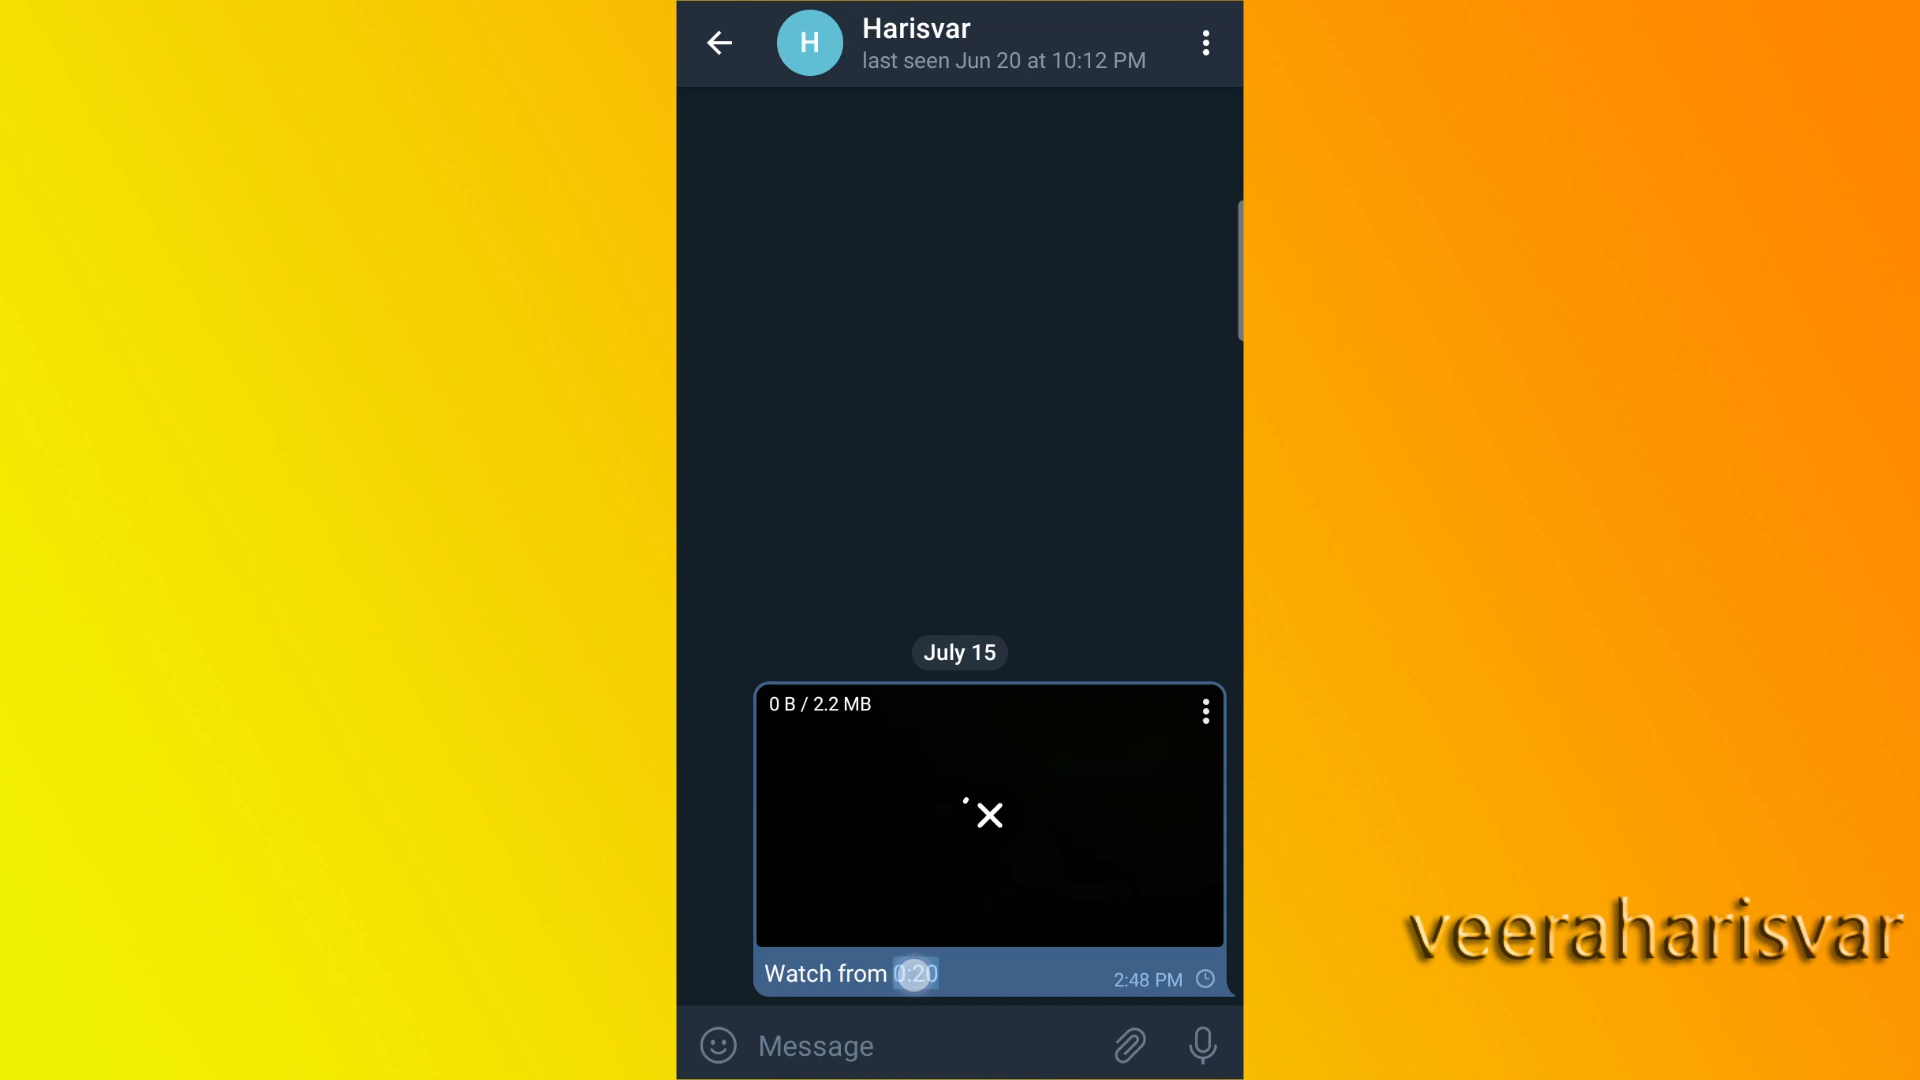 H
Harisvar
last seen Jun 20 at 10:12 PM
July 15
0 B / 2.2 MB
Watch from 0:20
2:48 PM
Message
veeraharisvar